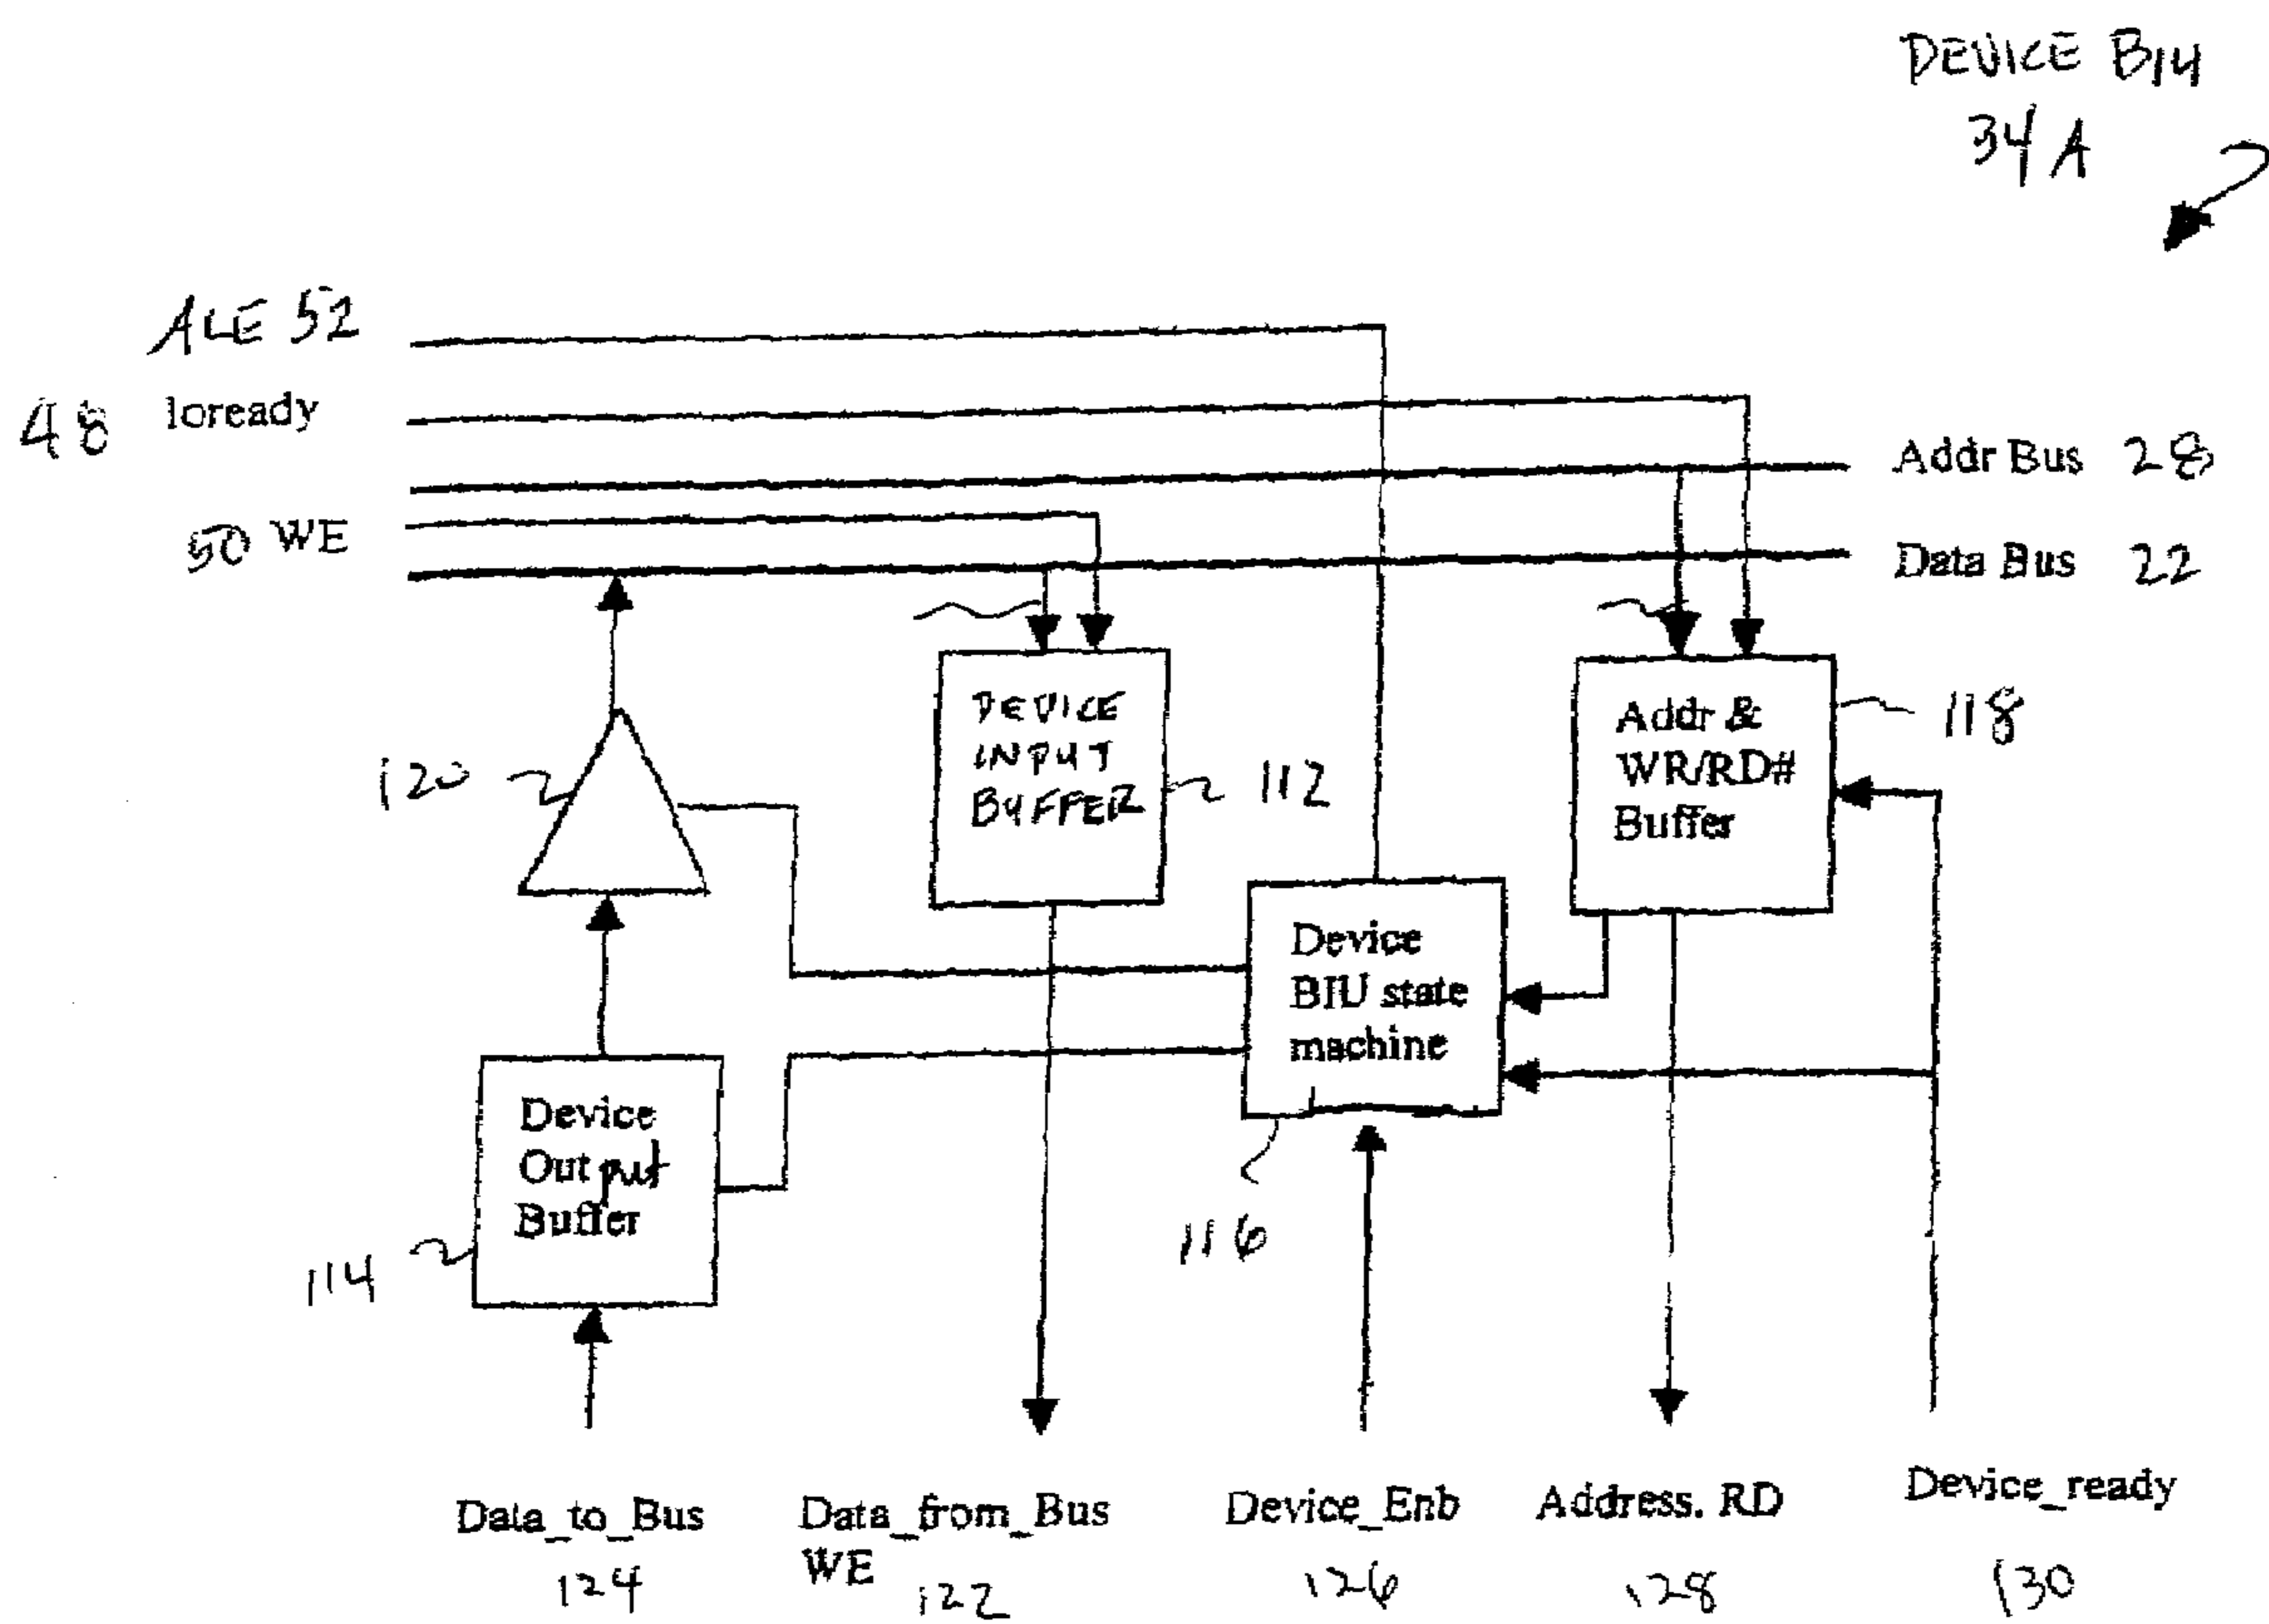 DEVICE BIU
34A
ALE 52
48 Ioready
Addr Bus 28
50 WE
Data Bus 22
DEVICE
INPUT
BUFFER
112
Addr &
WR/RD#
Buffer
118
120
Device
BIU state
machine
116
Device
Output
Buffer
114
Data_to_Bus
124
Data_from_Bus
WE 122
Device_Enb
126
Address. RD
128
Device_ready
130